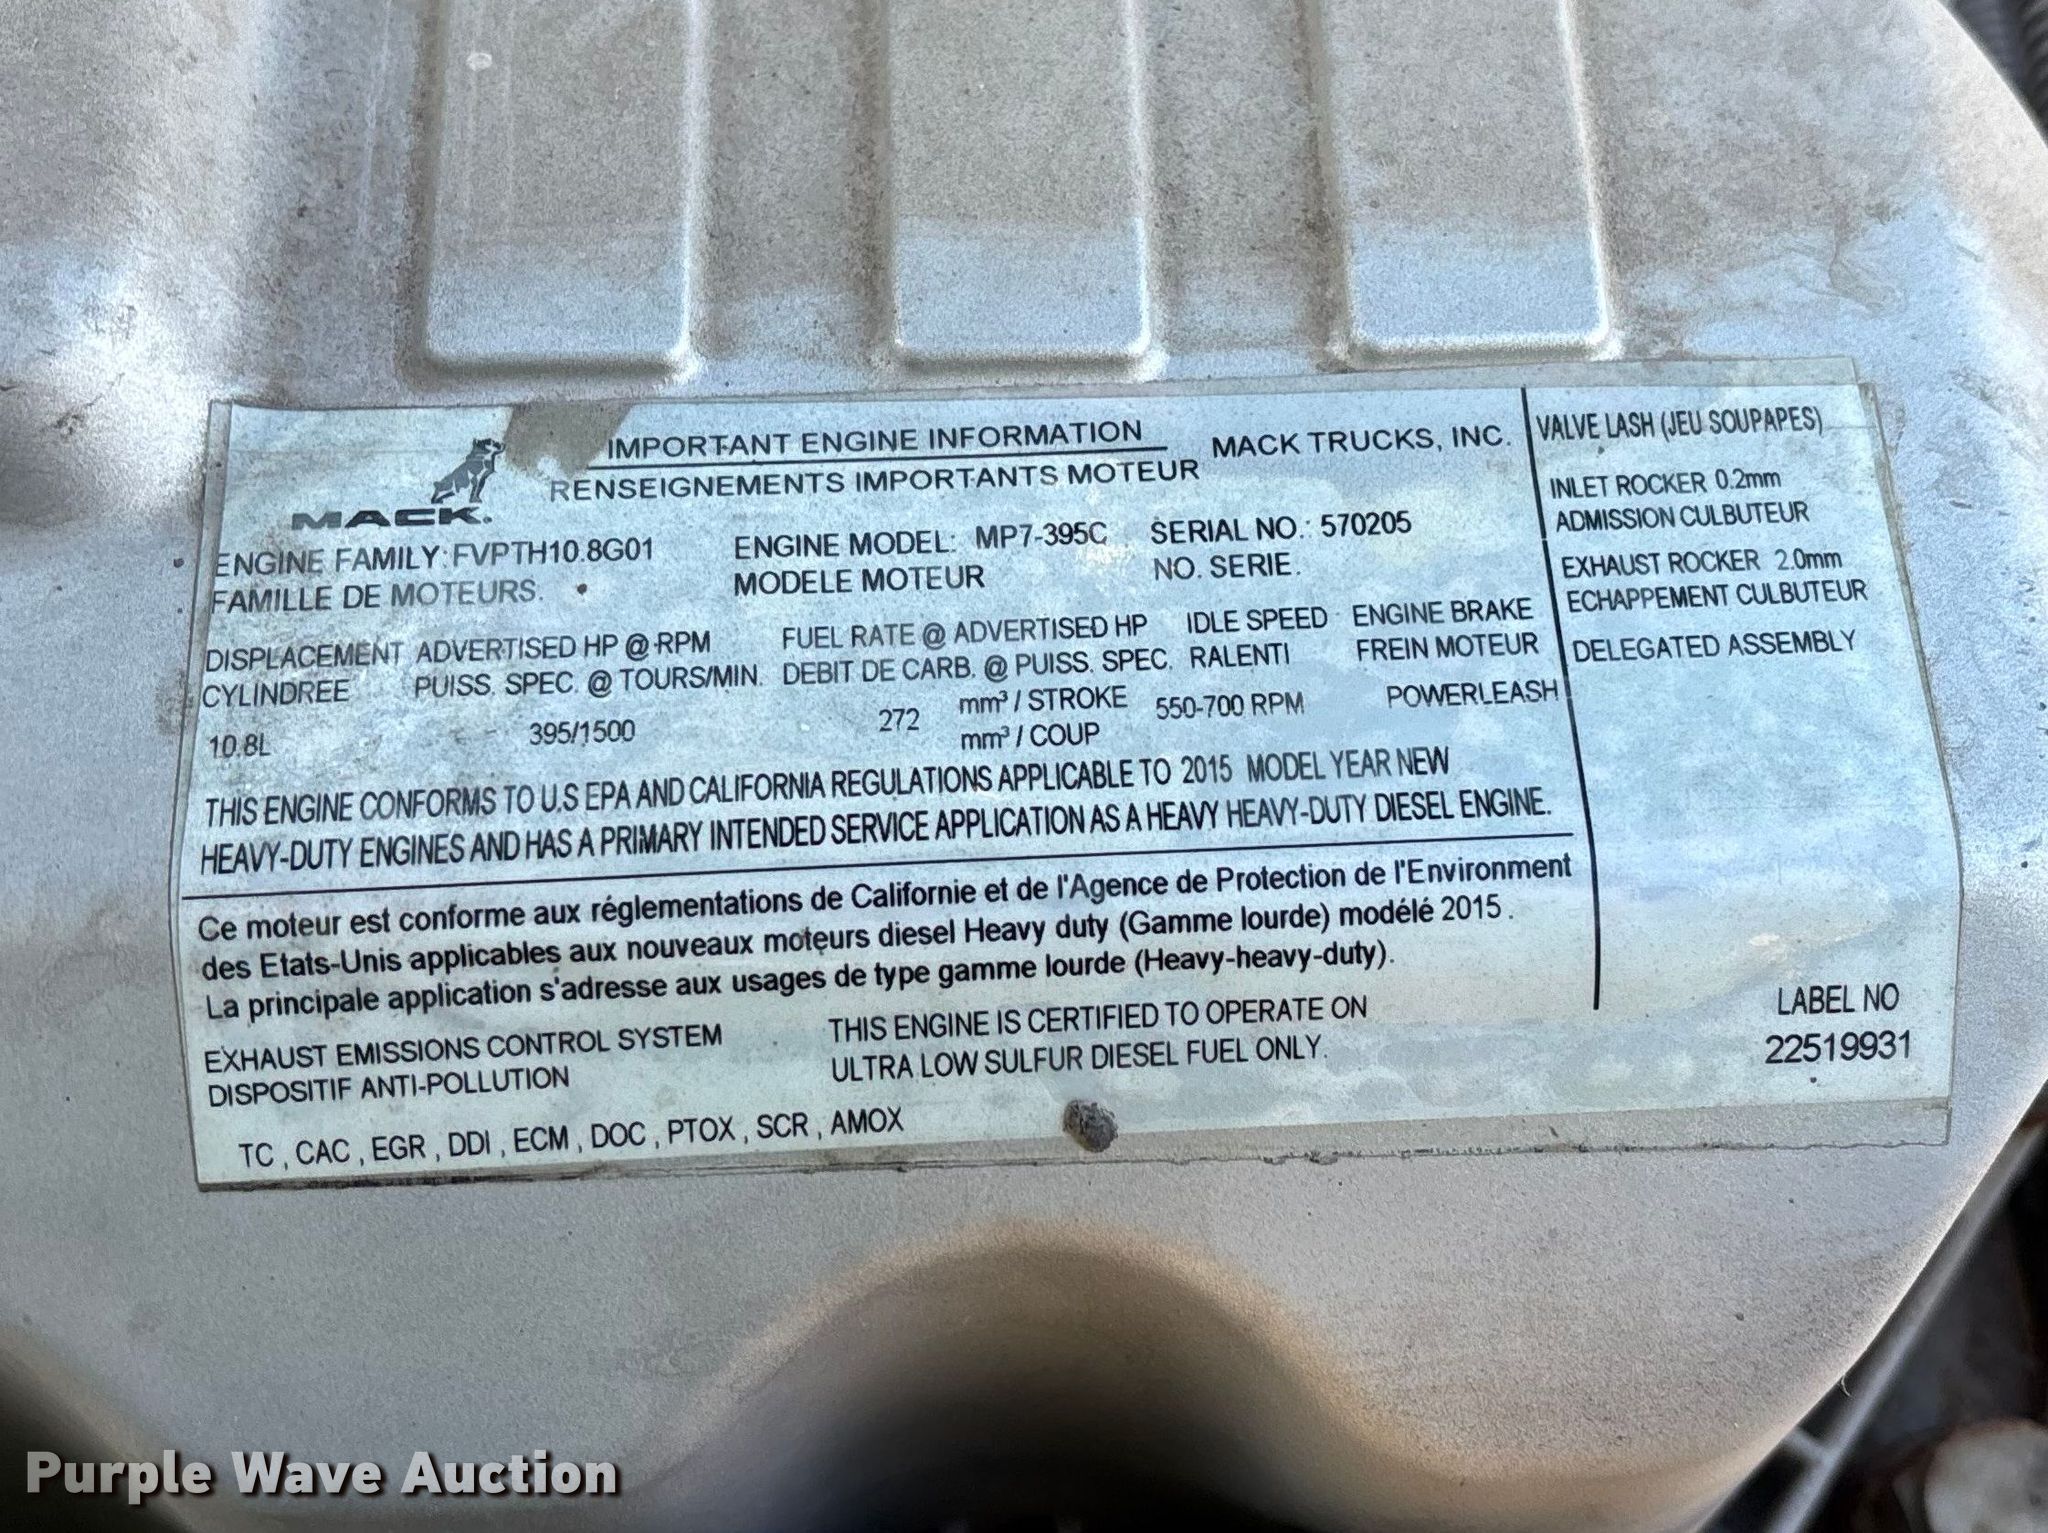 IMPORTANT ENGINE INFORMATION
RENSEIGNEMENTS IMPORTANTS MOTEUR
MACK TRUCKS, INC.
MACK.
ENGINE FAMILY: FVPTH10.8G01
FAMILLE DE MOTEURS.
ENGINE MODEL: MP7-395C
MODELE MOTEUR
SERIAL NO.: 570205
NO. SERIE.
DISPLACEMENT
CYLINDREE
10.8L
ADVERTISED HP @ RPM
PUISS. SPEC. @ TOURS/MIN.
395/1500
FUEL RATE @ ADVERTISED HP
DEBIT DE CARB. @ PUISS. SPEC.
272 mm³ / STROKE
mm³ / COUP
IDLE SPEED
RALENTI
550-700 RPM
ENGINE BRAKE
FREIN MOTEUR
POWERLEASH
THIS ENGINE CONFORMS TO U.S EPA AND CALIFORNIA REGULATIONS APPLICABLE TO 2015 MODEL YEAR NEW
HEAVY-DUTY ENGINES AND HAS A PRIMARY INTENDED SERVICE APPLICATION AS A HEAVY HEAVY-DUTY DIESEL ENGINE.
Ce moteur est conforme aux réglementations de Californie et de l'Agence de Protection de l'Environment
des Etats-Unis applicables aux nouveaux moteurs diesel Heavy duty (Gamme lourde) modélé 2015.
La principale application s'adresse aux usages de type gamme lourde (Heavy-heavy-duty).
EXHAUST EMISSIONS CONTROL SYSTEM
DISPOSITIF ANTI-POLLUTION
TC, CAC, EGR, DDI, ECM, DOC, PTOX, SCR, AMOX
THIS ENGINE IS CERTIFIED TO OPERATE ON
ULTRA LOW SULFUR DIESEL FUEL ONLY.
VALVE LASH (JEU SOUPAPES)
INLET ROCKER 0.2mm
ADMISSION CULBUTEUR
EXHAUST ROCKER 2.0mm
ECHAPPEMENT CULBUTEUR
DELEGATED ASSEMBLY
LABEL NO
22519931
Purple Wave Auction